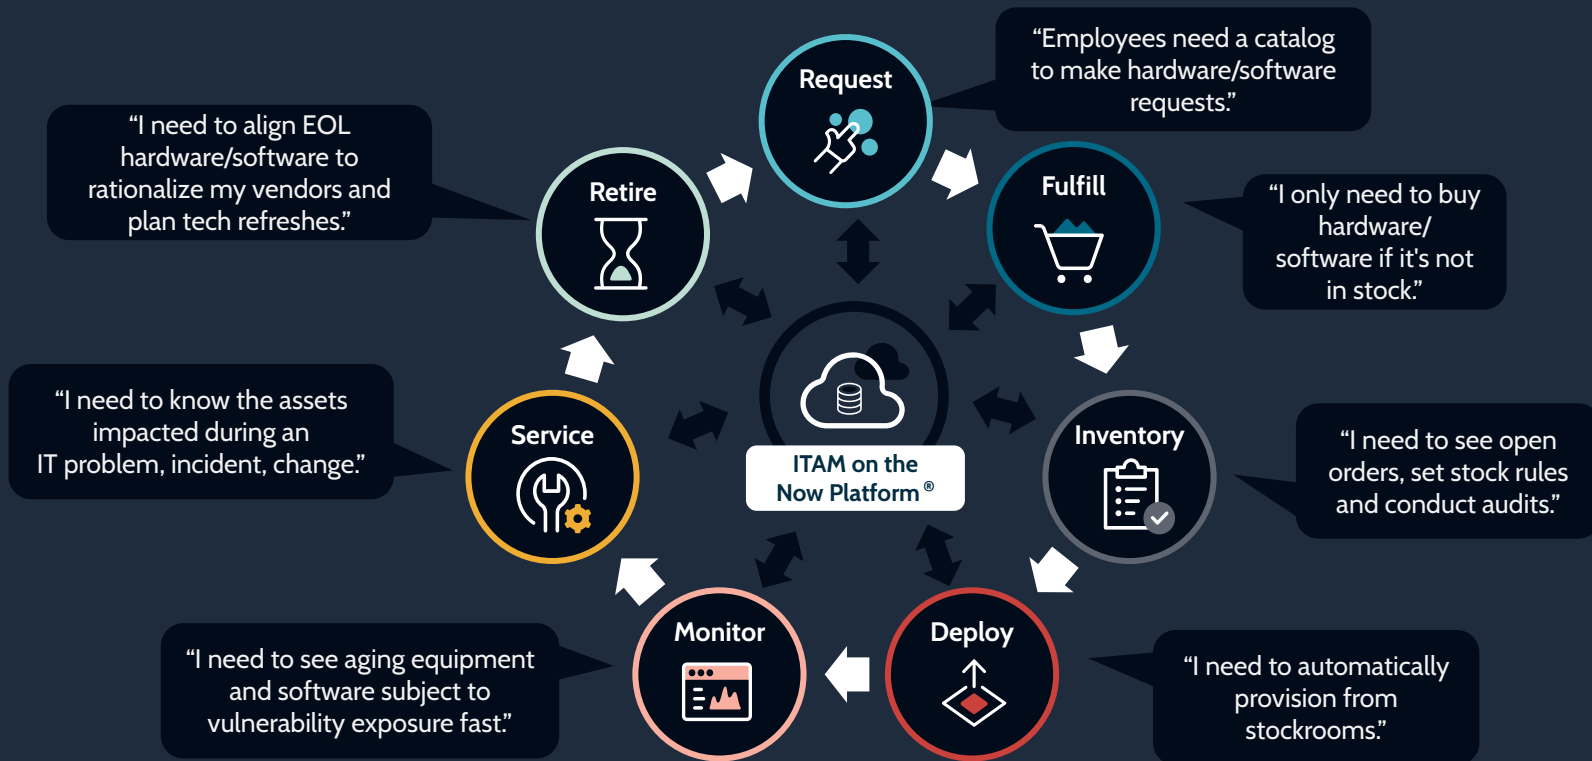 Request
“Employees need a catalog
to make hardware/software
requests.”
Fulfill
“I only need to buy
hardware/
software if it's not
in stock.”
Inventory
“I need to see open
orders, set stock rules
and conduct audits.”
Deploy
“I need to automatically
provision from
stockrooms.”
Monitor
“I need to see aging equipment
and software subject to
vulnerability exposure fast.”
Service
“I need to know the assets
impacted during an
IT problem, incident, change.”
Retire
“I need to align EOL
hardware/software to
rationalize my vendors and
plan tech refreshes.”
ITAM on the
Now Platform®